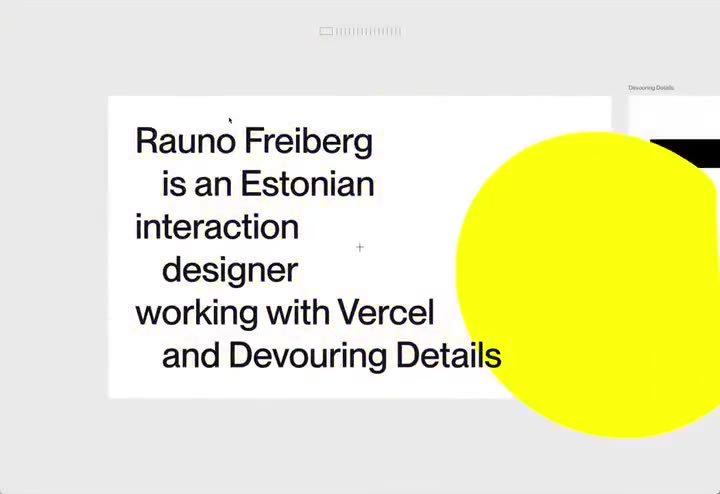 Devouring Details
Rauno Freiberg
is an Estonian
interaction
designer
working with Vercel
and Devouring Details